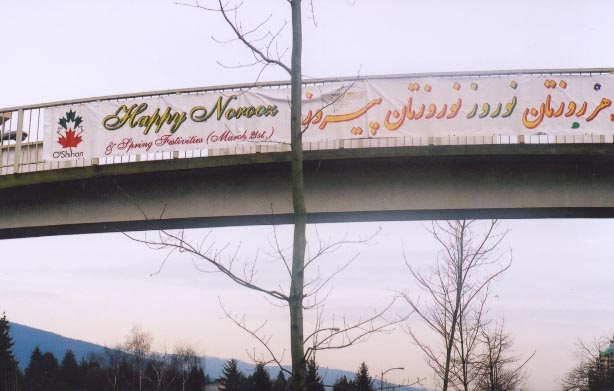 Happy Norooz
& Spring Festivities (March 21st,)
O'Shihan
هر روزتان نوروز نوروزتان پیروز